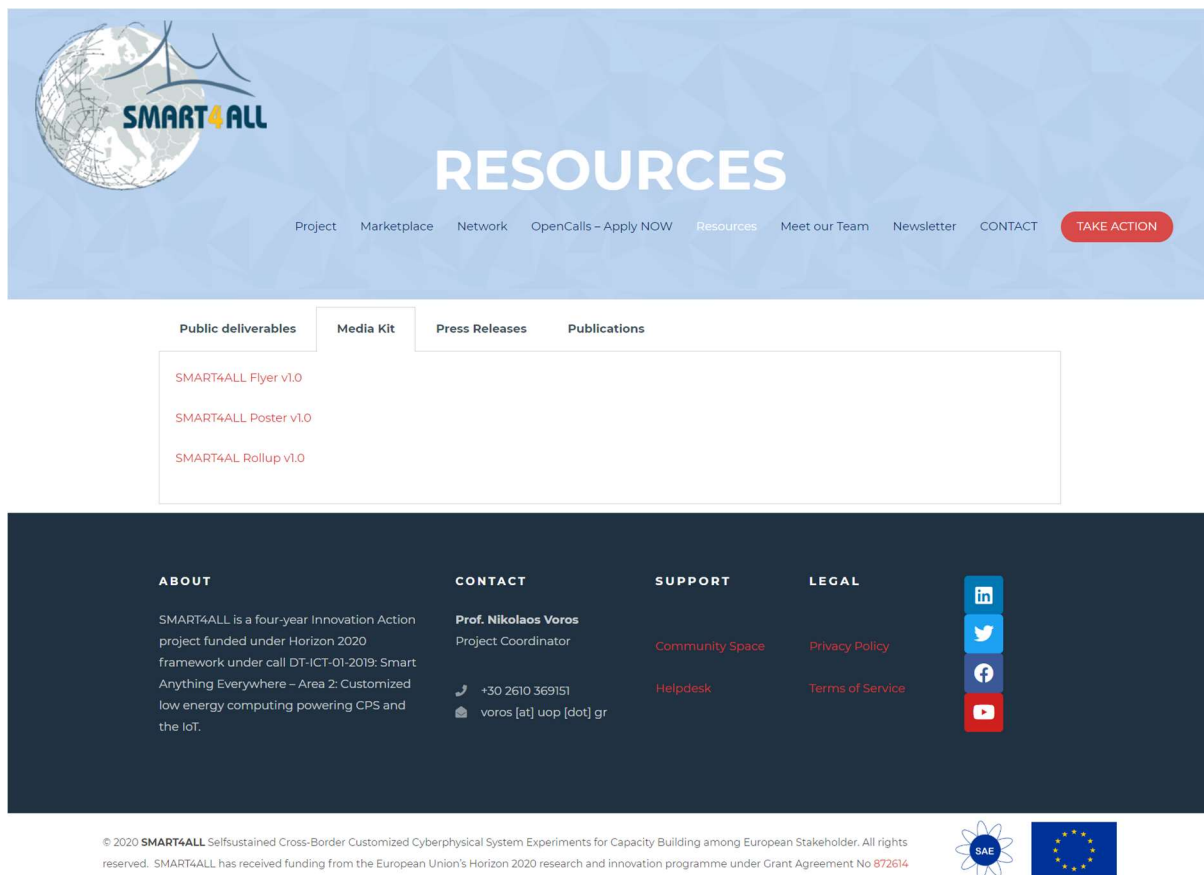 SMART4ALL
RESOURCES
Project Marketplace Network OpenCalls – Apply NOW Resources Meet our Team Newsletter CONTACT TAKE ACTION
Public deliverables Media Kit Press Releases Publications
SMART4ALL Flyer v1.0
SMART4ALL Poster v1.0
SMART4AL Rollup v1.0
ABOUT
SMART4ALL is a four-year Innovation Action
project funded under Horizon 2020
framework under call DT-ICT-01-2019: Smart
Anything Everywhere – Area 2: Customized
low energy computing powering CPS and
the IoT.
CONTACT
Prof. Nikolaos Voros
Project Coordinator
+30 2610 369151
voros [at] uop [dot] gr
SUPPORT
Community Space
Helpdesk
LEGAL
Privacy Policy
Terms of Service
in
© 2020 SMART4ALL Selfsustained Cross-Border Customized Cyberphysical System Experiments for Capacity Building among European Stakeholder. All rights
reserved. SMART4ALL has received funding from the European Union's Horizon 2020 research and innovation programme under Grant Agreement No 872614
SAE